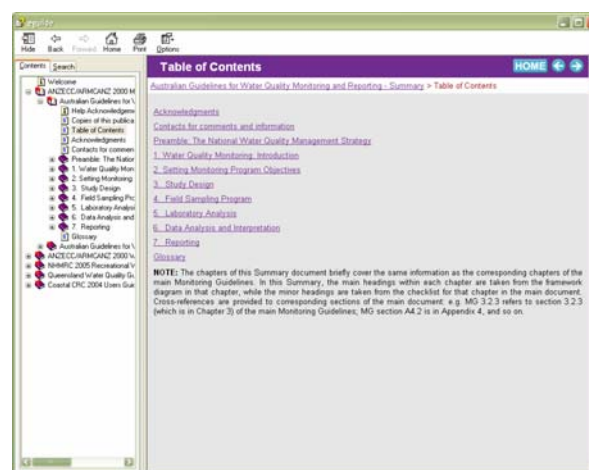 eguide
Hide Back Forward Home Print Options
Contents Search
Welcome
ANZECC/ARMCANZ 2000 M
Australian Guidelines for V
Help Acknowledgeme
Copies of this publica
Table of Contents
Acknowledgments
Contacts for commen
Preamble: The Nation
1. Water Quality Mon
2. Setting Monitoring
3. Study Design
4. Field Sampling Pro
5. Laboratory Analysi
6. Data Analysis and
7. Reporting
Glossary
Australian Guidelines for V
ANZECC/ARMCANZ 2000 W
NHMRC 2005 Recreational W
Queensland Water Quality Gu
Coastal CRC 2004 Users Guid
Table of Contents
HOME
Australian Guidelines for Water Quality Monitoring and Reporting - Summary > Table of Contents
Acknowledgments
Contacts for comments and information
Preamble: The National Water Quality Management Strategy
1. Water Quality Monitoring: Introduction
2. Setting Monitoring Program Objectives
3. Study Design
4. Field Sampling Program
5. Laboratory Analysis
6. Data Analysis and Interpretation
7. Reporting
Glossary
NOTE: The chapters of this Summary document briefly cover the same information as the corresponding chapters of the
main Monitoring Guidelines. In this Summary, the main headings within each chapter are taken from the framework
diagram in that chapter, while the minor headings are taken from the checklist for that chapter in the main document.
Cross-references are provided to corresponding sections of the main document: e.g. MG 3.2.3 refers to section 3.2.3
(which is in Chapter 3) of the main Monitoring Guidelines; MG section A4.2 is in Appendix 4, and so on.